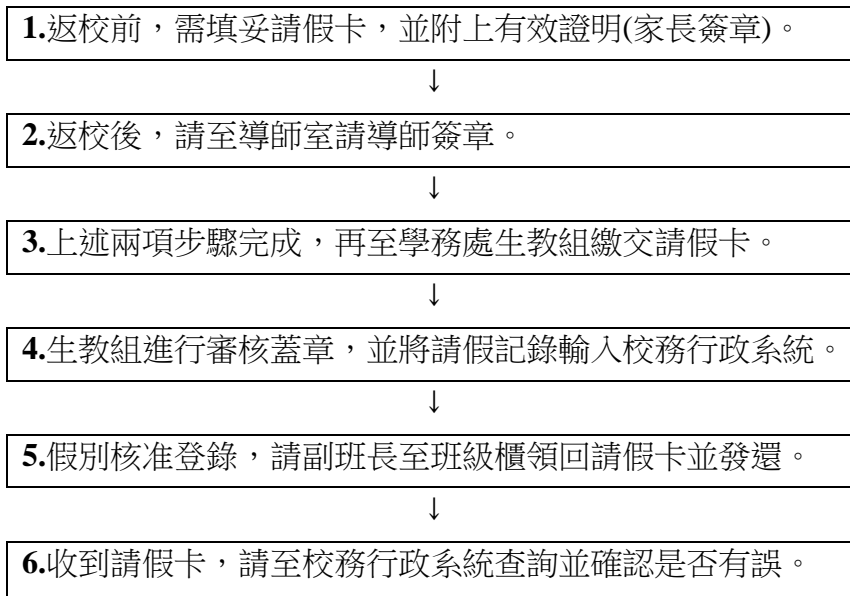 1.返校前，需填妥請假卡，並附上有效證明(家長簽章)。
↓
2.返校後，請至導師室請導師簽章。
↓
3.上述兩項步驟完成，再至學務處生教組繳交請假卡。
↓
4.生教組進行審核蓋章，並將請假記錄輸入校務行政系統。
↓
5.假別核准登錄，請副班長至班級櫃領回請假卡並發還。
↓
6.收到請假卡，請至校務行政系統查詢並確認是否有誤。